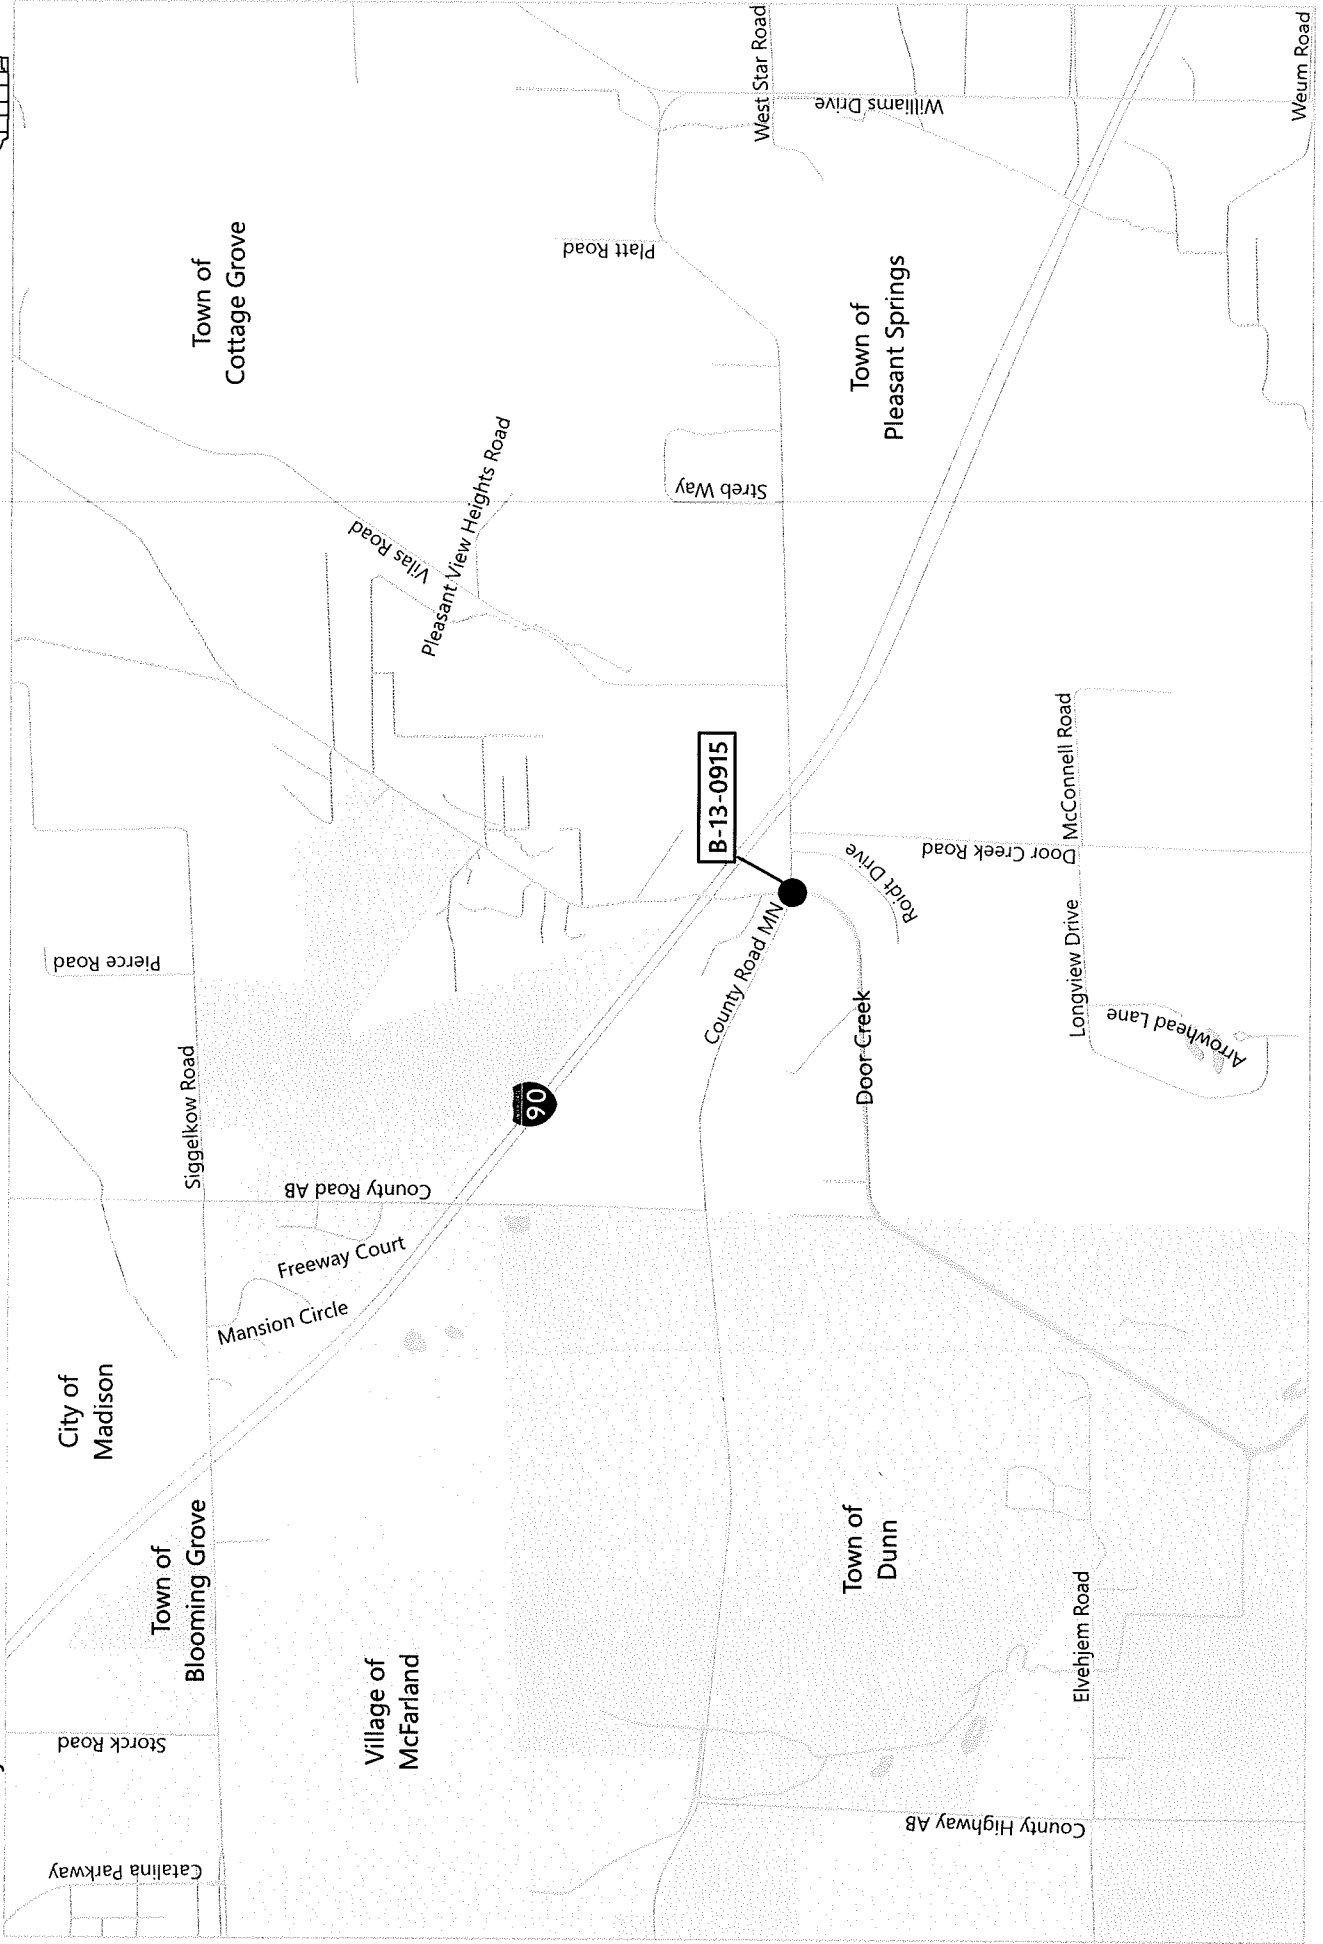 City of
Madison
Town of
Blooming Grove
Village of
McFarland
Town of
Cottage Grove
Town of
Pleasant Springs
Town of
Dunn
Catalina Parkway
Storck Road
Siggelkow Road
Pierce Road
Mansion Circle
Freeway Court
County Road AB
90
Vilas Road
Pleasant View Heights Road
Streb Way
Platt Road
West Star Road
Williams Drive
Weum Road
B-13-0915
County Road MN
Door Creek
Roidt Drive
Door Creek Road
McConnell Road
Longview Drive
Arrowhead Lane
Elvehjem Road
County Highway AB